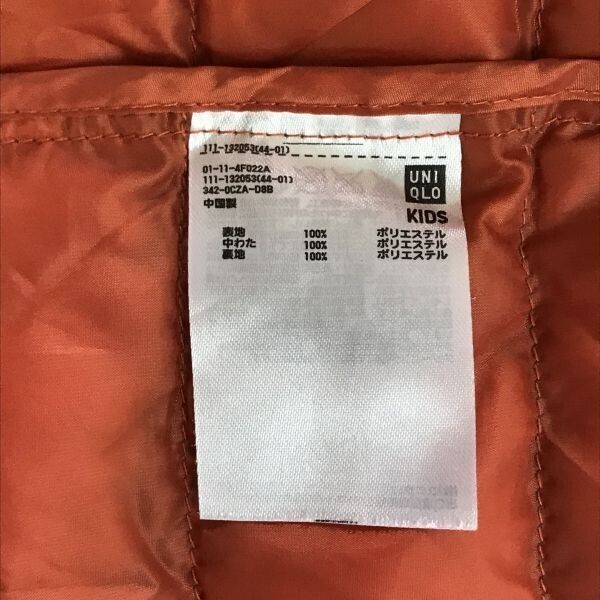 111-132053(44-01)
01-11-4F022A
111-132053(44-01)
342-0CZA-D8B
中国製
UNI
QLO
KIDS
表地 100% ポリエステル
中わた 100% ポリエステル
裏地 100% ポリエステル